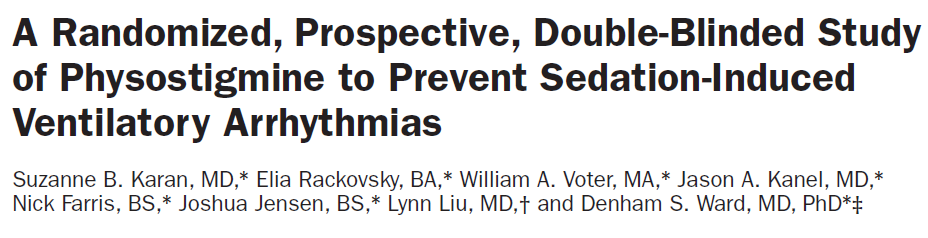 A Randomized, Prospective, Double-Blinded Study
of Physostigmine to Prevent Sedation-Induced
Ventilatory Arrhythmias
Suzanne B. Karan, MD,* Elia Rackovsky, BA,* William A. Voter, MA,* Jason A. Kanel, MD,*
Nick Farris, BS,* Joshua Jensen, BS,* Lynn Liu, MD,† and Denham S. Ward, MD, PhD*‡